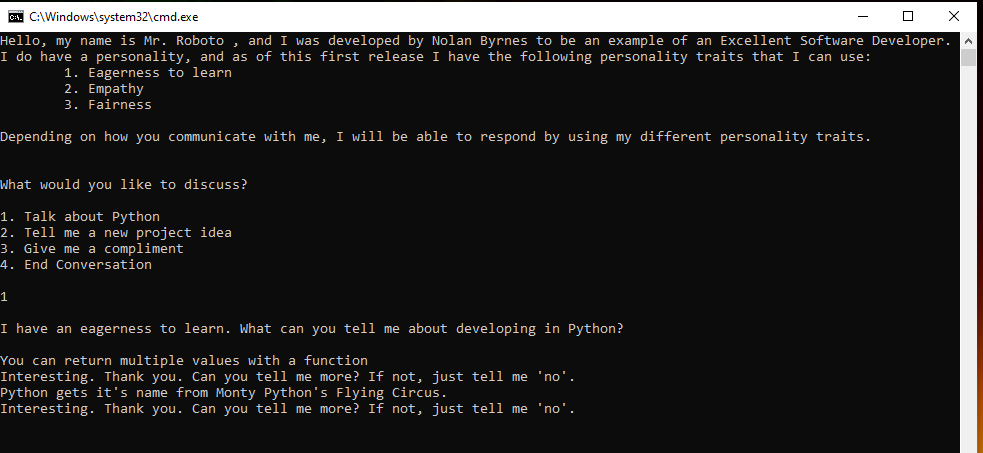 C:\Windows\system32\cmd.exe
Hello, my name is Mr. Roboto , and I was developed by Nolan Byrnes to be an example of an Excellent Software Developer.
I do have a personality, and as of this first release I have the following personality traits that I can use:
1. Eagerness to learn
2. Empathy
3. Fairness
Depending on how you communicate with me, I will be able to respond by using my different personality traits.
What would you like to discuss?
1. Talk about Python
2. Tell me a new project idea
3. Give me a compliment
4. End Conversation
1
I have an eagerness to learn. What can you tell me about developing in Python?
You can return multiple values with a function
Interesting. Thank you. Can you tell me more? If not, just tell me 'no'.
Python gets it's name from Monty Python's Flying Circus.
Interesting. Thank you. Can you tell me more? If not, just tell me 'no'.